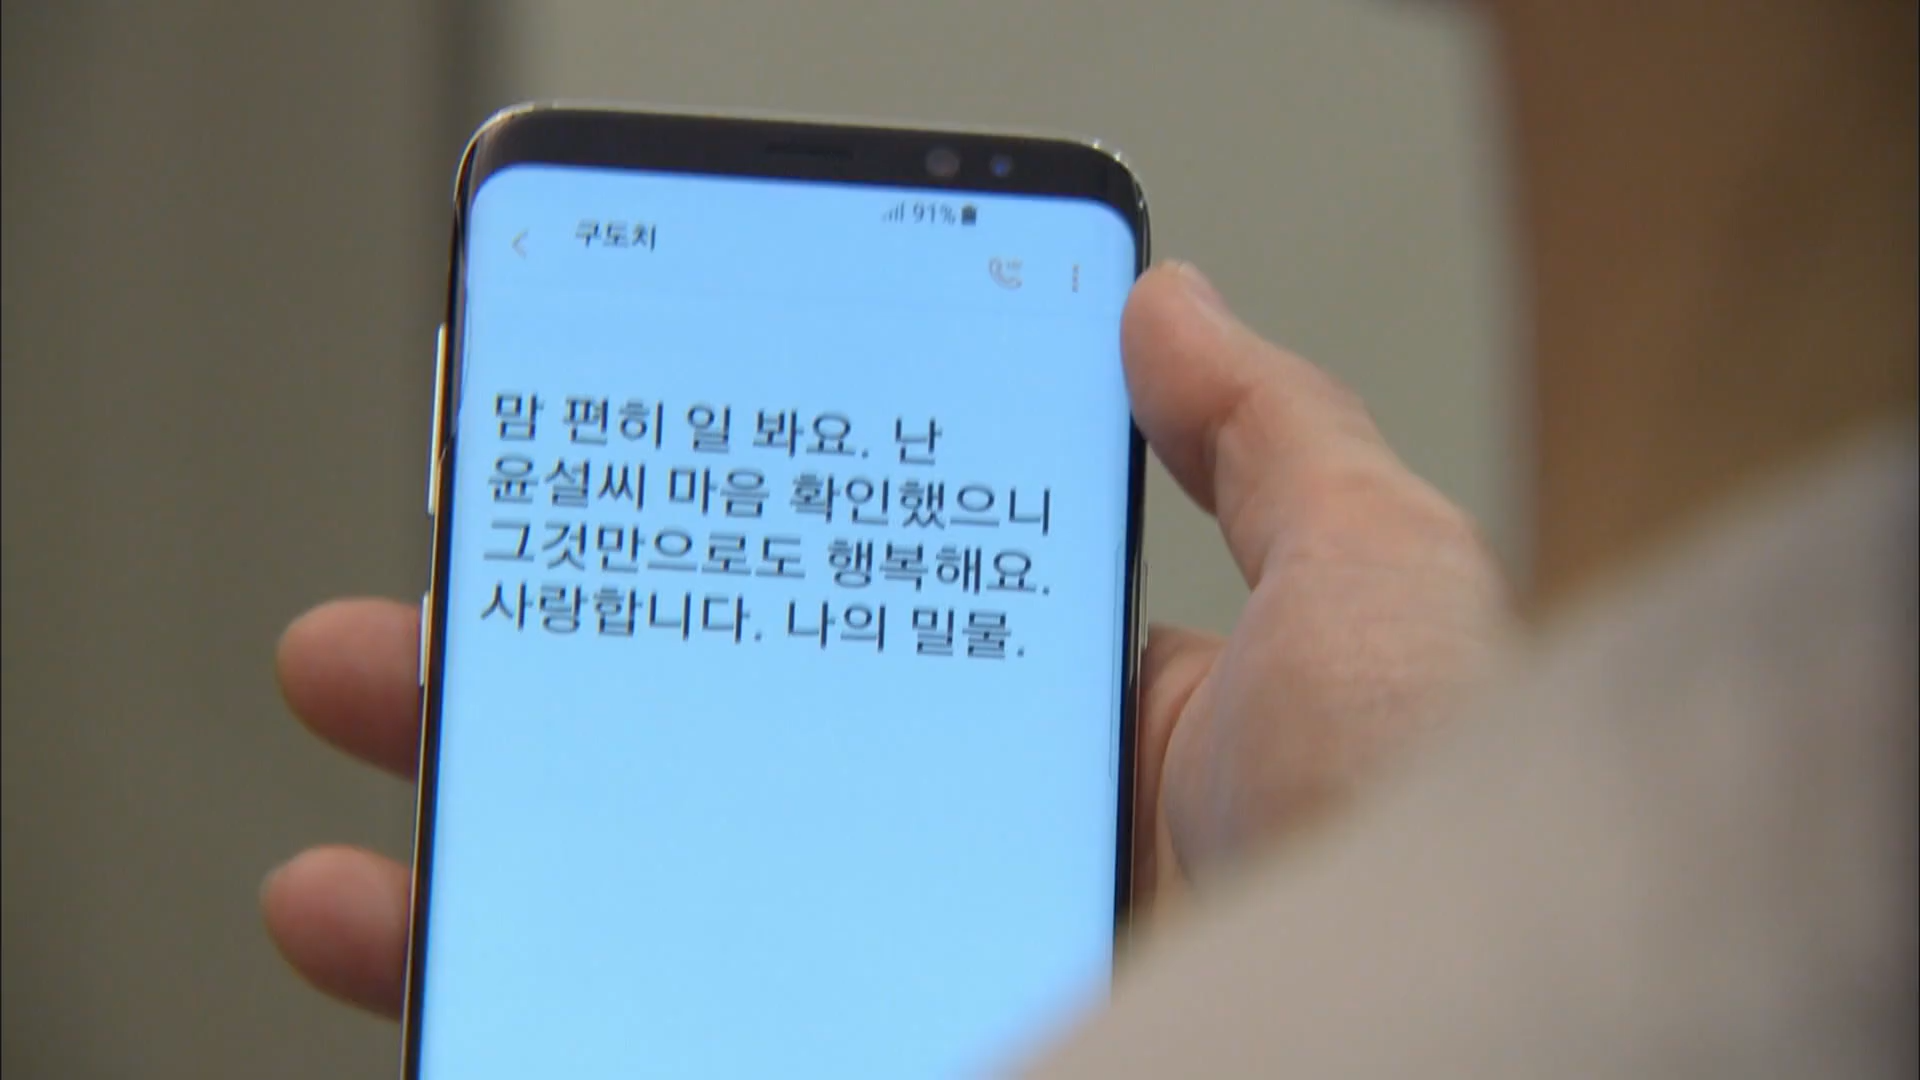 91%
구도치
맘 편히 일 봐요. 난
윤설씨 마음 확인했으니
그것만으로도 행복해요.
사랑합니다. 나의 밀물.